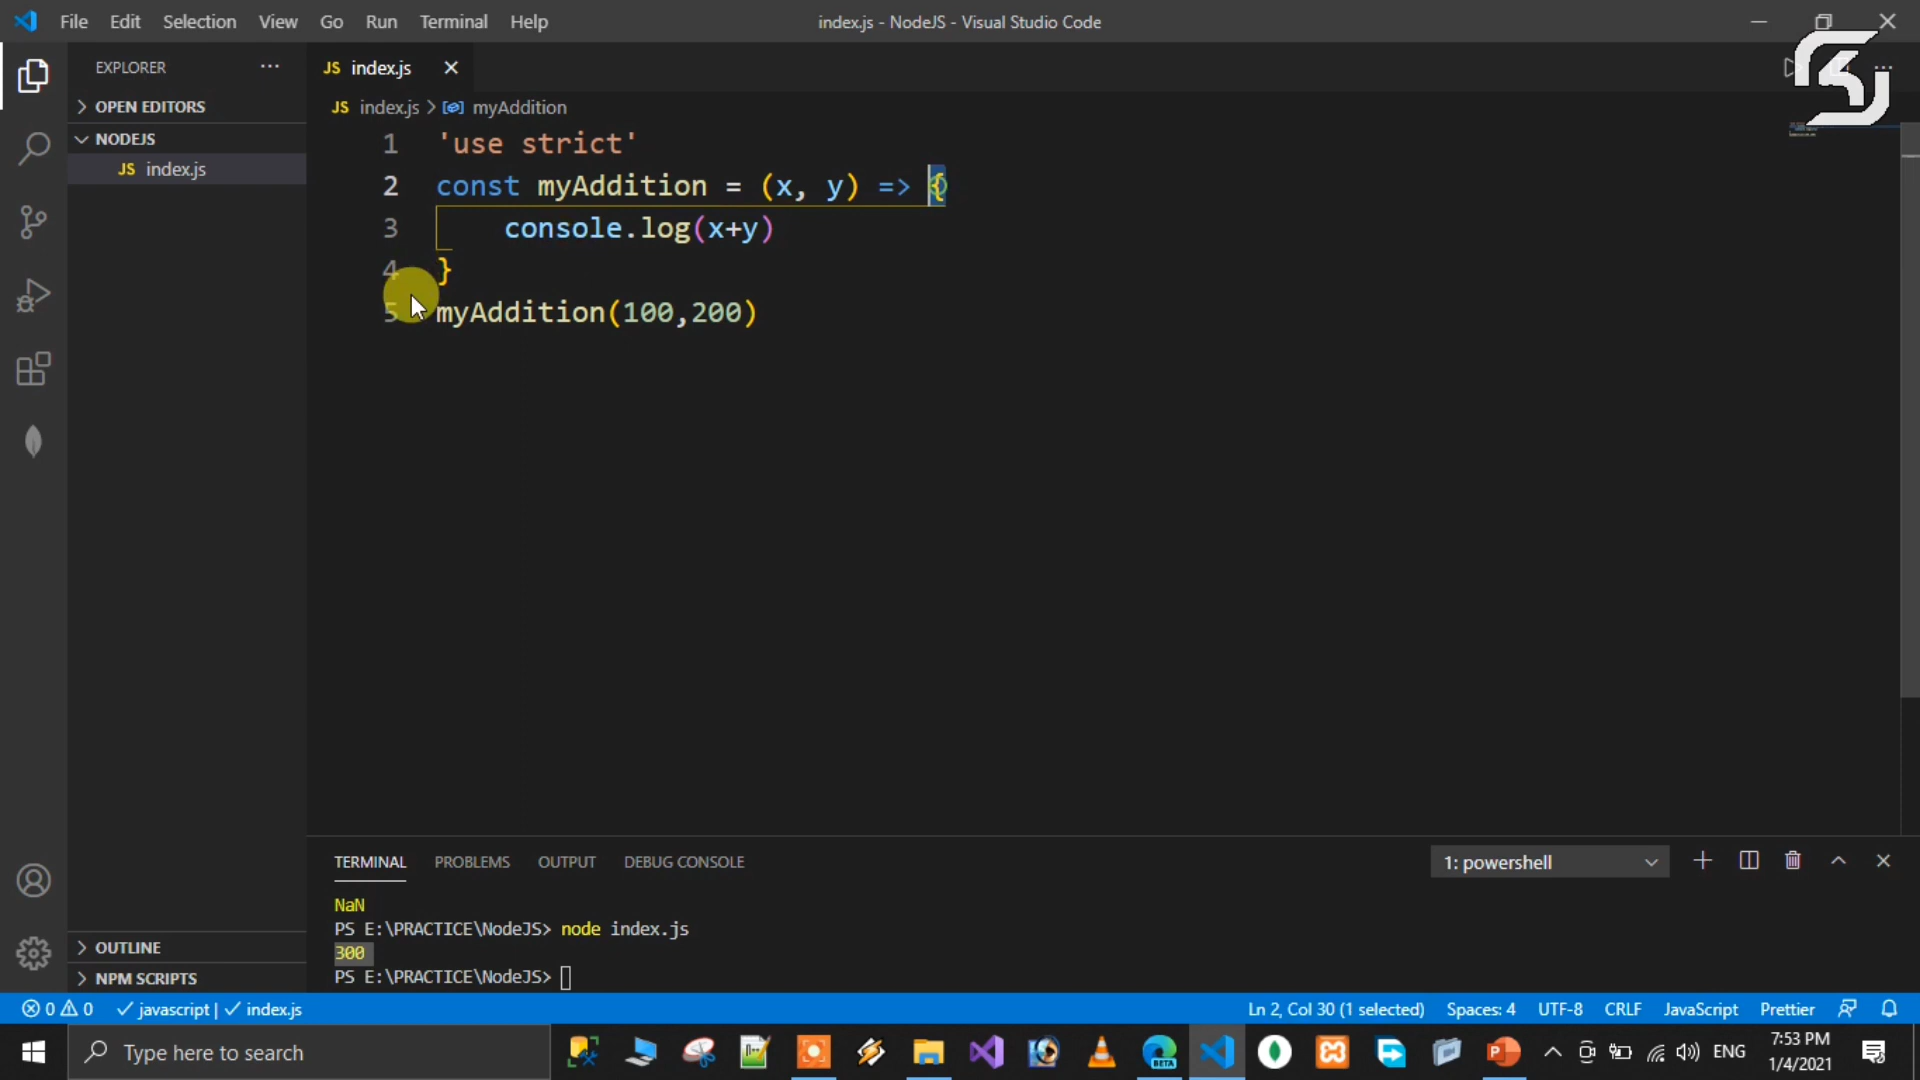 File Edit Selection View Go Run Terminal Help
index.js - NodeJS - Visual Studio Code
EXPLORER
JS index.js
OPEN EDITORS
JS index.js > myAddition
NODEJS
JS index.js
1 'use strict'
2 const myAddition = (x, y) => {
3 console.log(x+y)
4 }
5 myAddition(100,200)
TERMINAL PROBLEMS OUTPUT DEBUG CONSOLE
1: powershell
NaN
PS E:\PRACTICE\NodeJS> node index.js
300
PS E:\PRACTICE\NodeJS>
OUTLINE
NPM SCRIPTS
0 0 javascript | index.js
Ln 2, Col 30 (1 selected) Spaces: 4 UTF-8 CRLF JavaScript Prettier
Type here to search
BETA
ENG
7:53 PM
1/4/2021